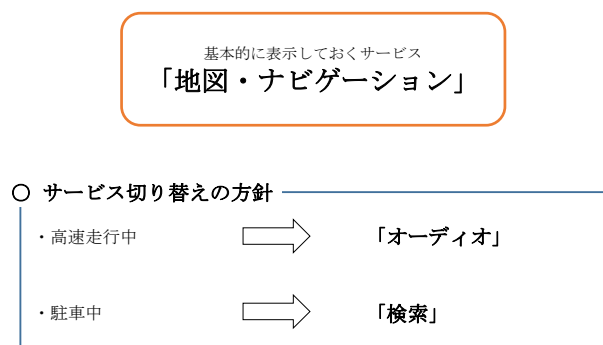 基本的に表示しておくサービス
「地図・ナビゲーション」
○ サービス切り替えの方針
・高速走行中 「オーディオ」
・駐車中 「検索」